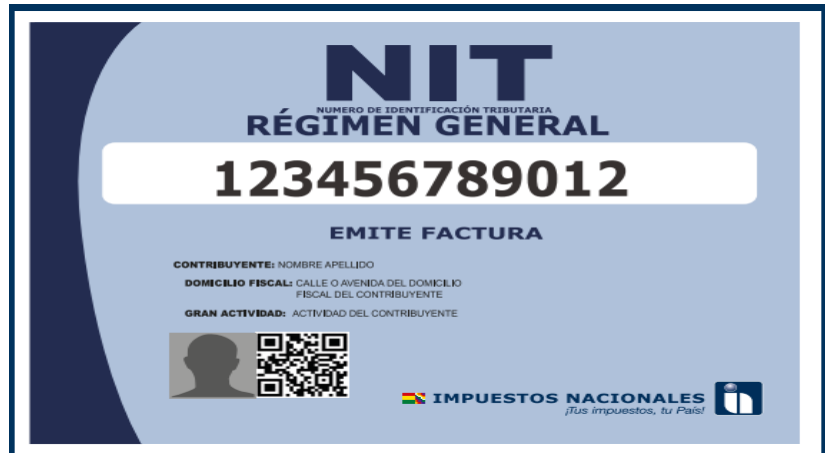 NIT
NUMERO DE IDENTIFICACIÓN TRIBUTARIA
RÉGIMEN GENERAL
123456789012
EMITE FACTURA
CONTRIBUYENTE: NOMBRE APELLIDO
DOMICILIO FISCAL: CALLE O AVENIDA DEL DOMICILIO
FISCAL DEL CONTRIBUYENTE
GRAN ACTIVIDAD: ACTIVIDAD DEL CONTRIBUYENTE
IMPUESTOS NACIONALES
¡Tus impuestos, tu País!